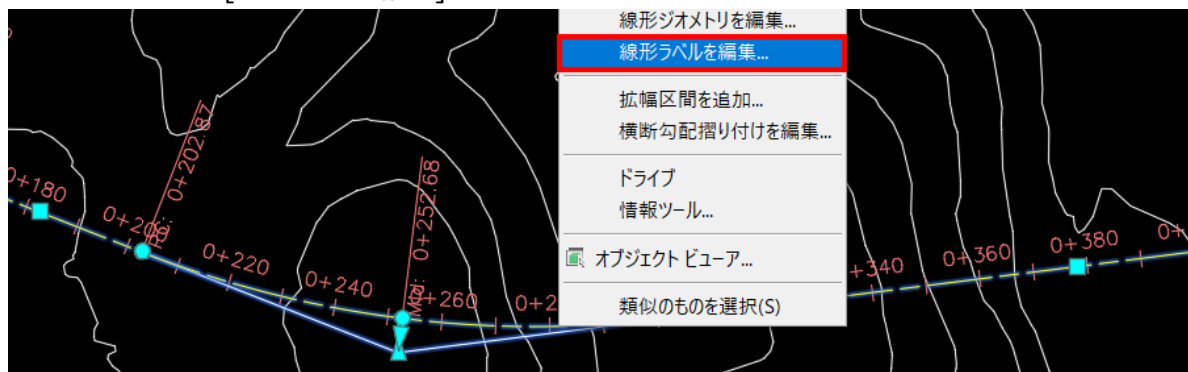 線形ジオメトリを編集...
線形ラベルを編集...
拡幅区間を追加...
横断勾配摺り付けを編集...
ドライブ
情報ツール...
オブジェクト ビューア...
類似のものを選択(S)
0+202.87
0+252.68
0+180
0+200
0+220
0+240
0+260
0+2
0+340
0+360
0+380
0+